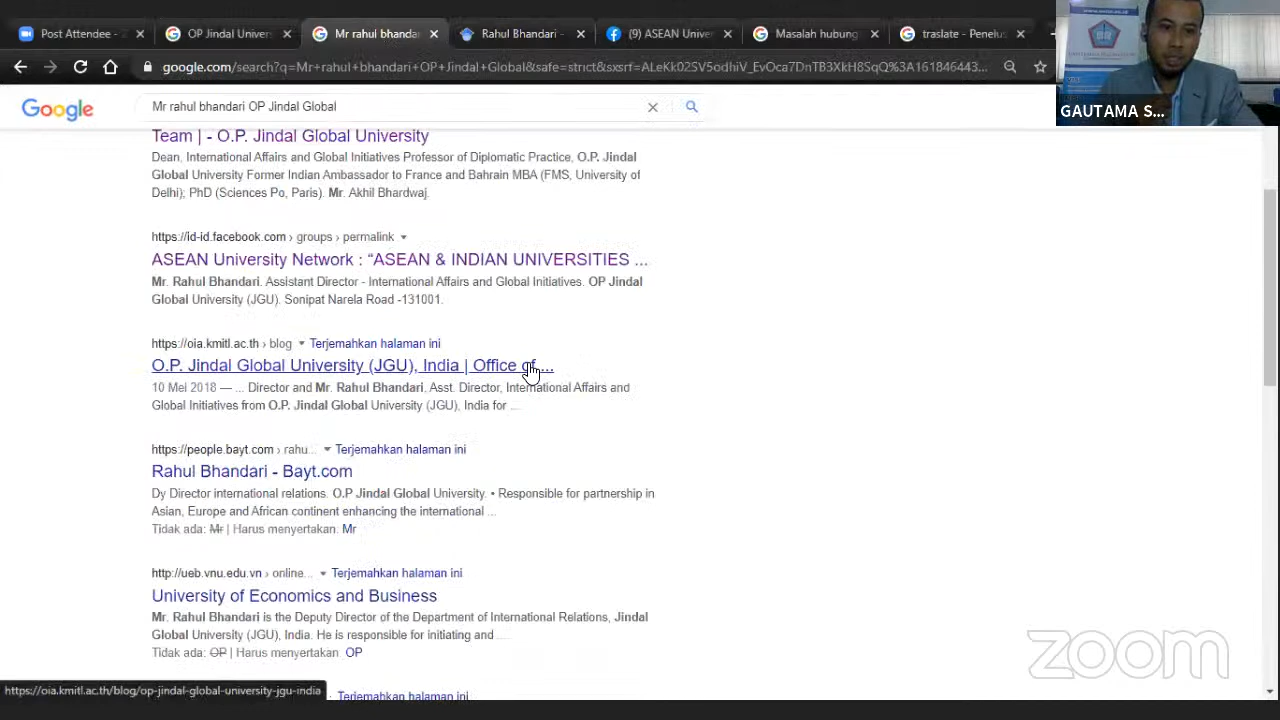 Post Attendee - Z
OP Jindal Univer
Mr rahul bhanda
Rahul Bhandari -
(9) ASEAN Unive
Masalah hubung
traslate - Penelus
google.com/search?q=Mr+rahul+bhandari+OP+Jindal+Global&safe=strict&sxsrf=ALeKk02SV5odhiV_EvOca7DnTB3XkH8SqQ%3A161846443...
GAUTAMA S...
Google
Mr rahul bhandari OP Jindal Global
Team | - O.P. Jindal Global University
Dean, International Affairs and Global Initiatives Professor of Diplomatic Practice, O.P. Jindal
Global University Former Indian Ambassador to France and Bahrain MBA (FMS, University of
Delhi); PhD (Sciences Po, Paris). Mr. Akhil Bhardwaj.
https://id-id.facebook.com › groups › permalink
ASEAN University Network : “ASEAN & INDIAN UNIVERSITIES ...
Mr. Rahul Bhandari. Assistant Director - International Affairs and Global Initiatives. OP Jindal
Global University (JGU). Sonipat Narela Road -131001.
https://oia.kmitl.ac.th › blog Terjemahkan halaman ini
O.P. Jindal Global University (JGU), India | Office of ...
10 Mei 2018 — ... Director and Mr. Rahul Bhandari, Asst. Director, International Affairs and
Global Initiatives from O.P. Jindal Global University (JGU), India for ...
https://people.bayt.com › rahu... Terjemahkan halaman ini
Rahul Bhandari - Bayt.com
Dy Director international relations. O.P Jindal Global University. • Responsible for partnership in
Asian, Europe and African continent enhancing the international ...
Tidak ada: Mr | Harus menyertakan: Mr
http://ueb.vnu.edu.vn › online... Terjemahkan halaman ini
University of Economics and Business
Mr. Rahul Bhandari is the Deputy Director of the Department of International Relations, Jindal
Global University (JGU), India. He is responsible for initiating and ...
Tidak ada: OP | Harus menyertakan: OP
zoom
https://oia.kmitl.ac.th/blog/op-jindal-global-university-jgu-india
Terjemahkan halaman ini